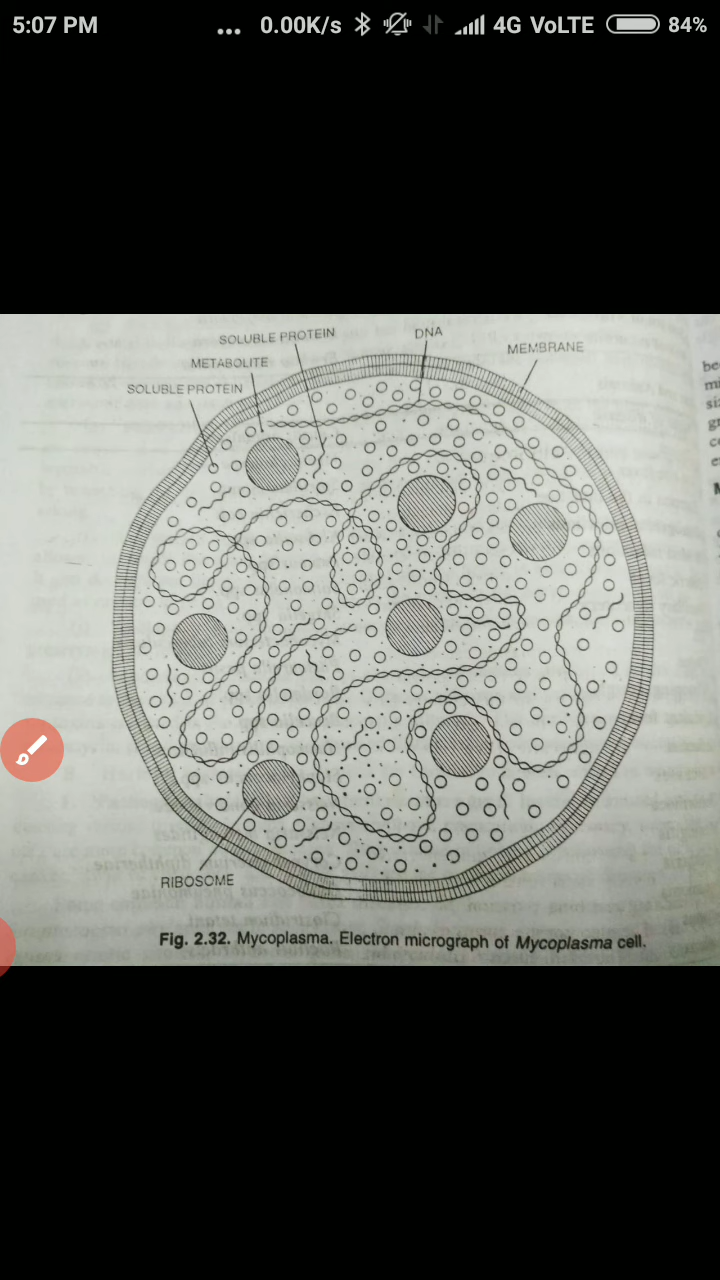 5:07 PM ... 0.00K/s 4G VoLTE 84%
SOLUBLE PROTEIN
DNA
MEMBRANE
METABOLITE
SOLUBLE PROTEIN
RIBOSOME
Fig. 2.32. Mycoplasma. Electron micrograph of Mycoplasma cell.